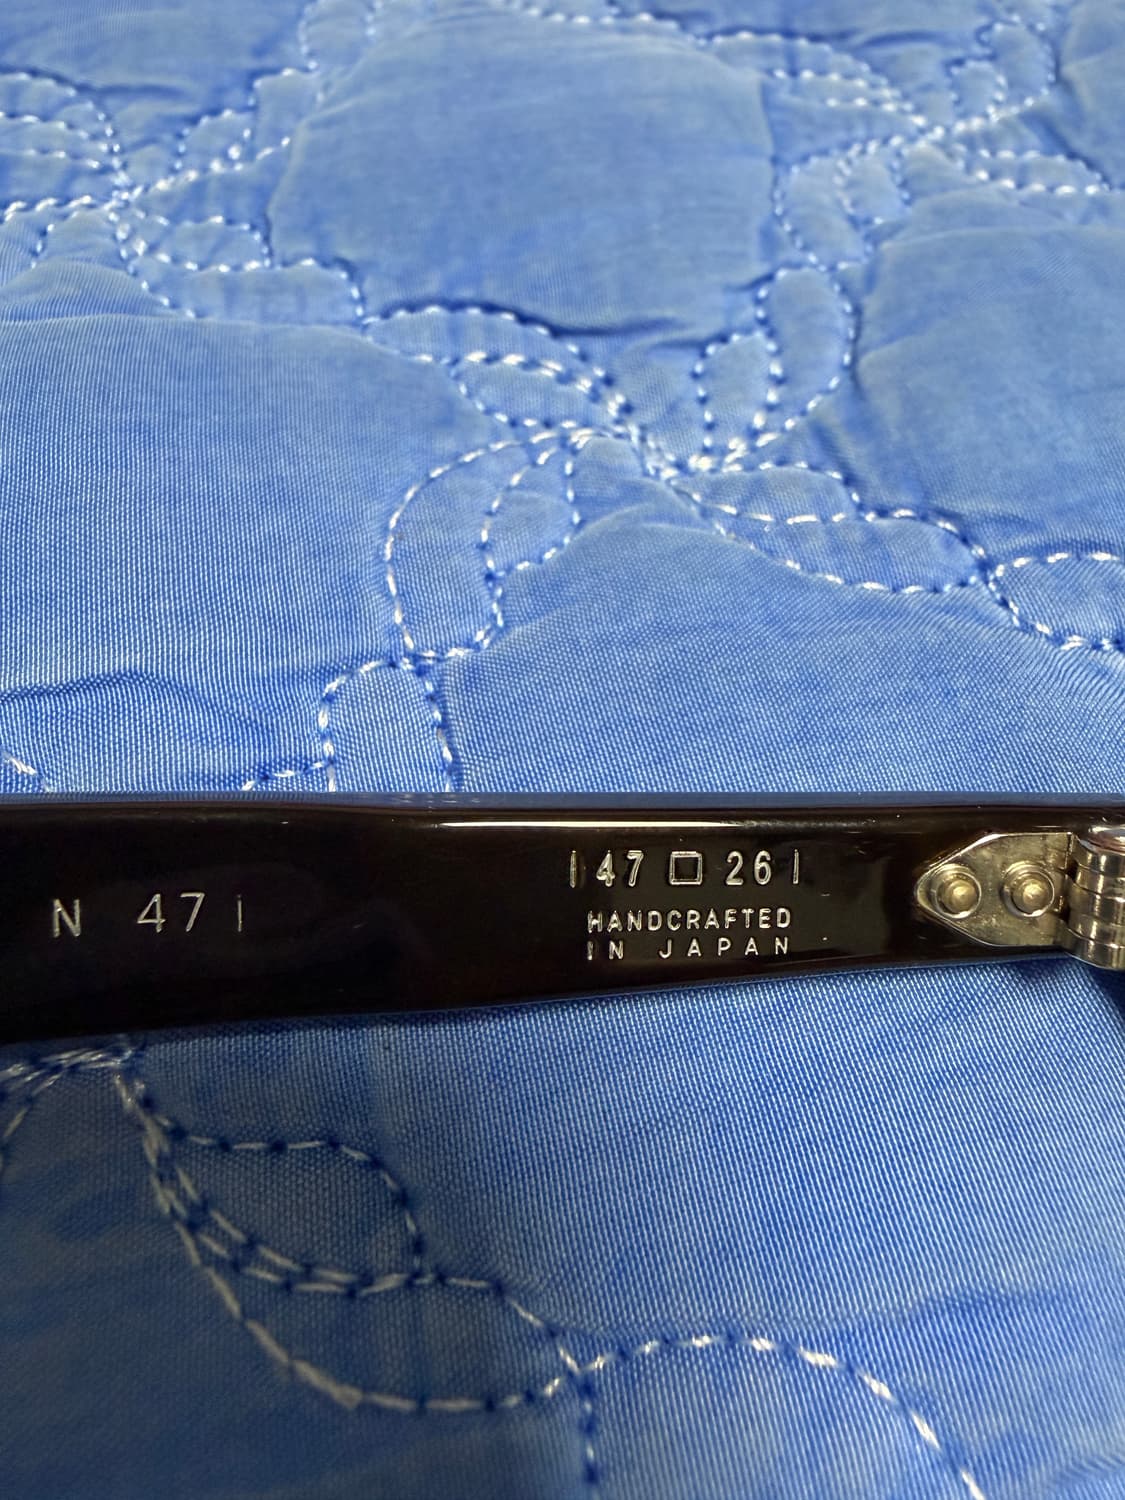 N 47 |
| 47 □ 26 |
HANDCRAFTED
IN JAPAN